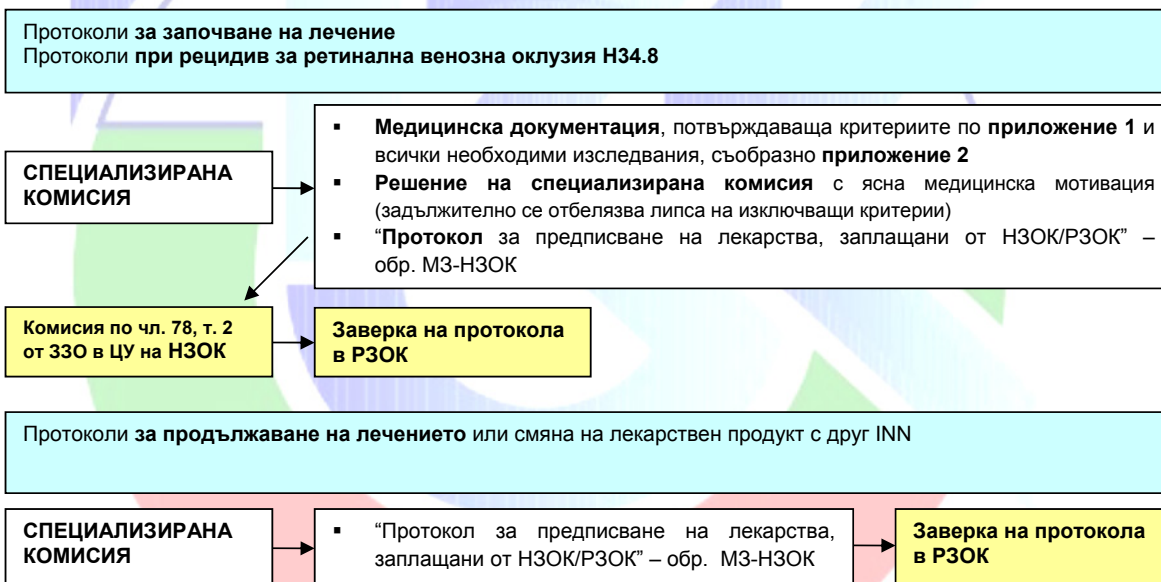 Протоколи за започване на лечение
Протоколи при рецидив за ретинална венозна оклузия H34.8
СПЕЦИАЛИЗИРАНА
КОМИСИЯ
▪ Медицинска документация, потвърждаваща критериите по приложение 1 и
всички необходими изследвания, съобразно приложение 2
▪ Решение на специализирана комисия с ясна медицинска мотивация
(задължително се отбелязва липса на изключващи критерии)
▪ “Протокол за предписване на лекарства, заплащани от НЗОК/РЗОК” –
обр. МЗ-НЗОК
Комисия по чл. 78, т. 2
от ЗЗО в ЦУ на НЗОК
Заверка на протокола
в РЗОК
Протоколи за продължаване на лечението или смяна на лекарствен продукт с друг INN
СПЕЦИАЛИЗИРАНА
КОМИСИЯ
▪ “Протокол за предписване на лекарства,
заплащани от НЗОК/РЗОК” – обр. МЗ-НЗОК
Заверка на протокола
в РЗОК